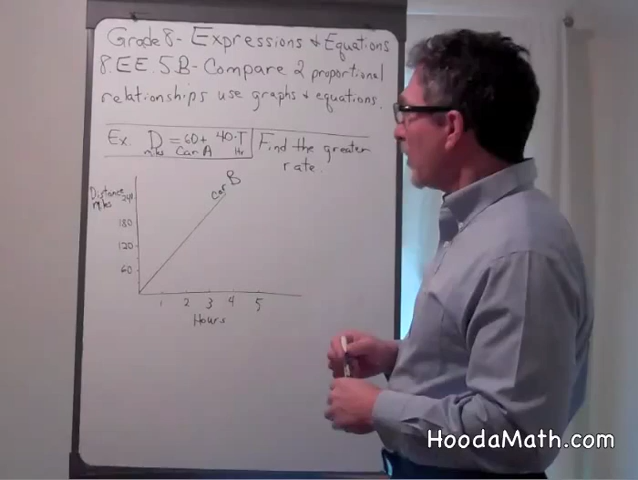 Grade 8 - Expressions & Equations
8.EE.5B - Compare 2 proportional
relationships use graphs & equations.
Ex. D = 60 + 40·T
miles Car A Hr
Find the greater
rate.
B
Car
Distance
miles 240
180
120
60
1 2 3 4 5
Hours
HoodaMath.com